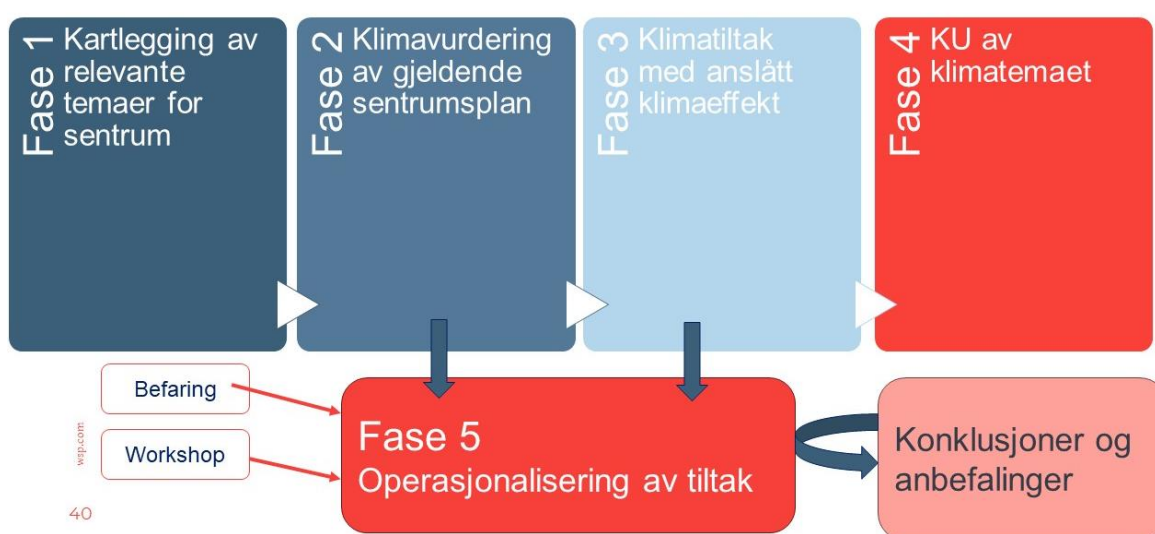 Fase 1
Kartlegging av
relevante
temaer for
sentrum
Fase 2
Klimavurdering
av gjeldende
sentrumsplan
Fase 3
Klimatiltak
med anslått
klimaeffekt
Fase 4
KU av
klimatemaet
Befaring
Workshop
Fase 5
Operasjonalisering av tiltak
Konklusjoner og
anbefalinger
wsp.com
40